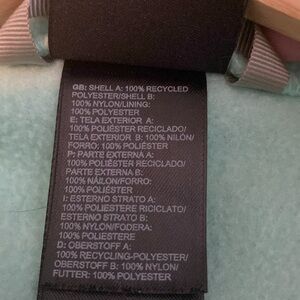 GB: SHELL A: 100% RECYCLED
POLYESTER/SHELL B:
100% NYLON/LINING:
100% POLYESTER
E: TELA EXTERIOR A:
100% POLIÉSTER RECICLADO/
TELA EXTERIOR B: 100% NILÓN/
FORRO: 100% POLIÉSTER
P: PARTE EXTERNA A:
100% POLIÉSTER RECICLADO/
PARTE EXTERNA B:
100% NÁILON/FORRO:
100% POLIÉSTER
I: ESTERNO STRATO A:
100% POLIESTERE RICICLATO/
ESTERNO STRATO B:
100% NYLON/FODERA:
100% POLIESTERE
D: OBERSTOFF A:
100% RECYCLING-POLYESTER/
OBERSTOFF B: 100% NYLON/
FUTTER: 100% POLYESTER